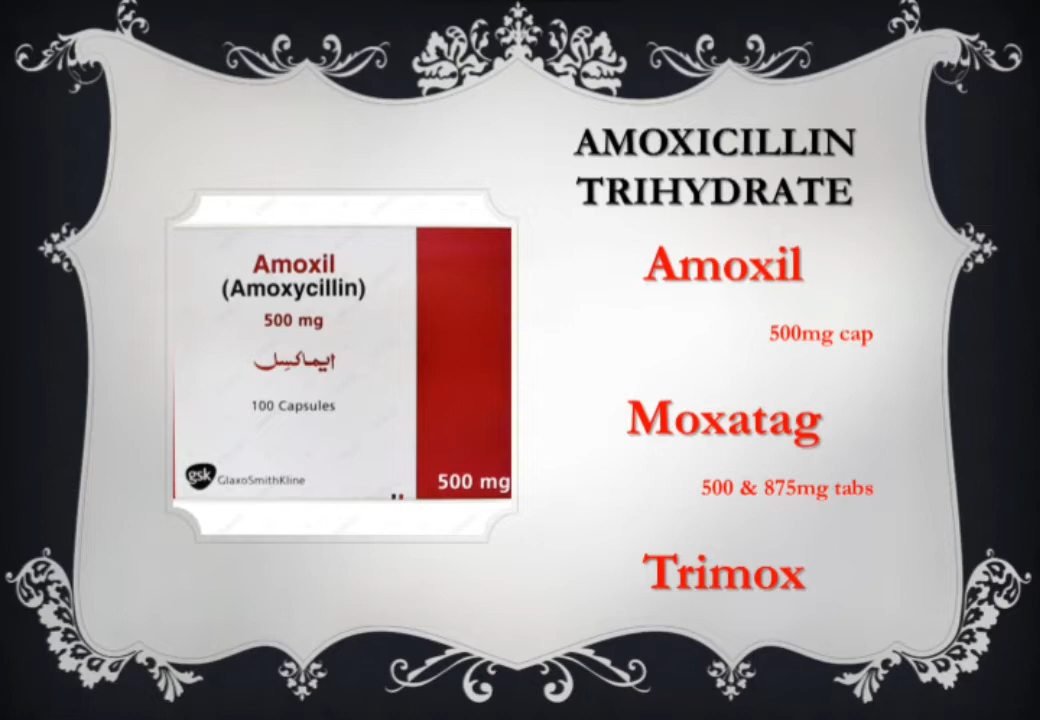 AMOXICILLIN
TRIHYDRATE
Amoxil
500mg cap
Moxatag
500 & 875mg tabs
Trimox
Amoxil
(Amoxycillin)
500 mg
ایماکسِل
100 Capsules
gsk GlaxoSmithKline
500 mg